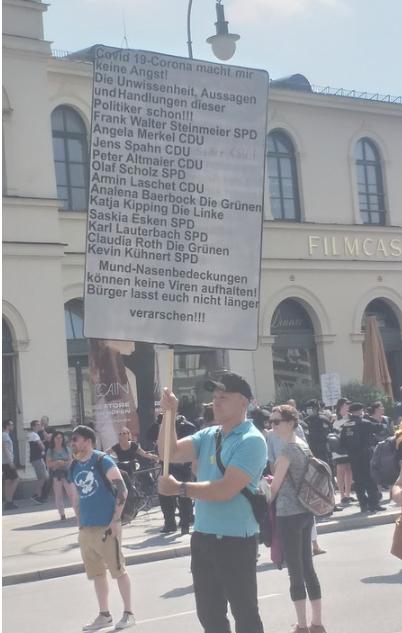 Covid 19-Corona macht mir
keine Angst!
Die Unwissenheit, Aussagen
und Handlungen dieser
Politiker schon!!!
Frank Walter Steinmeier SPD
Angela Merkel CDU
Jens Spahn CDU
Peter Altmaier CDU
Olaf Scholz SPD
Armin Laschet CDU
Analena Baerbock Die Grünen
Katja Kipping Die Linke
Saskia Esken SPD
Karl Lauterbach SPD
Claudia Roth Die Grünen
Kevin Kühnert SPD
Mund-Nasenbedeckungen
können keine Viren aufhalten!
Bürger lasst euch nicht länger
verarschen!!!
FILMCAS